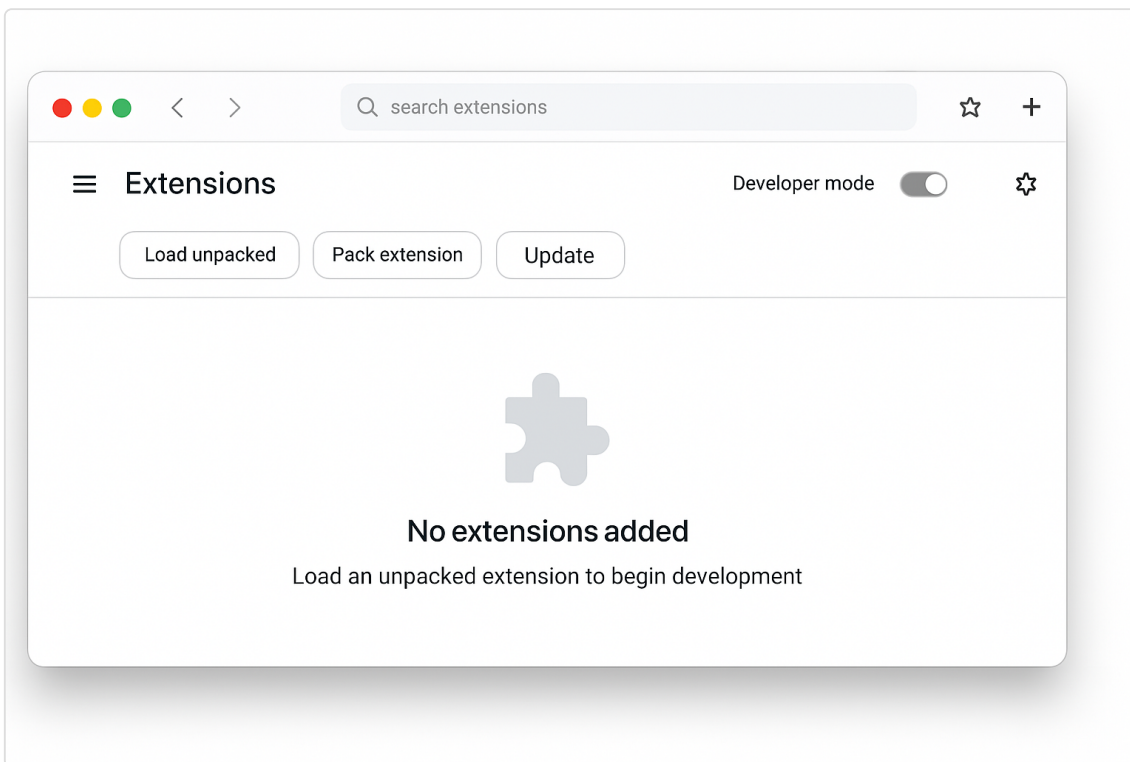 search extensions
Extensions
Developer mode
Load unpacked
Pack extension
Update
No extensions added
Load an unpacked extension to begin development